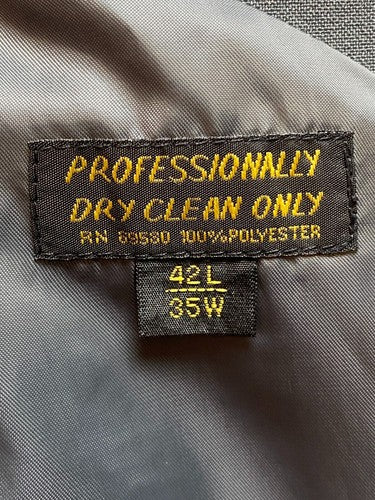 PROFESSIONALLY
DRY CLEAN ONLY
RN 69580 100%POLYESTER
42L
35W